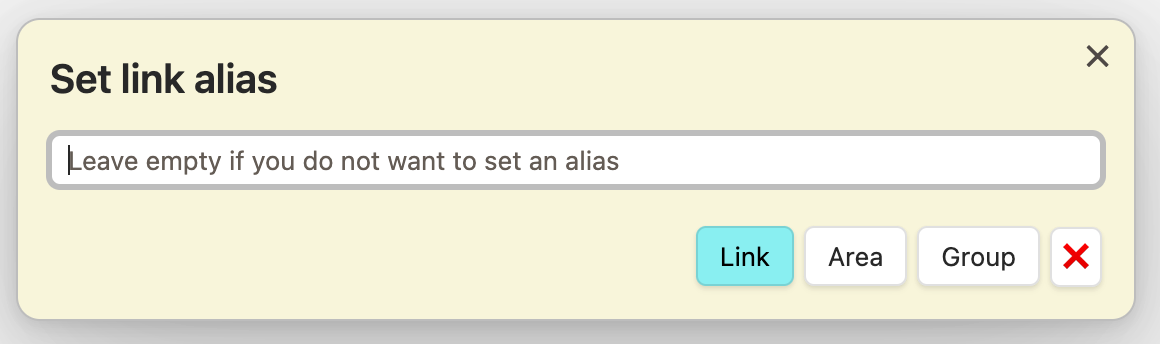 Set link alias
Leave empty if you do not want to set an alias
Link Area Group